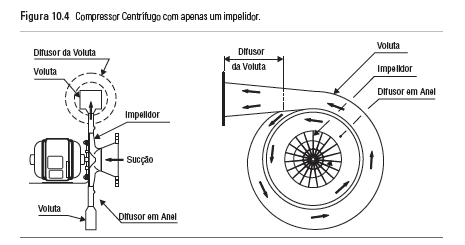 Figura 10.4 Compressor Centrífugo com apenas um impelidor.
Difusor da Voluta
Voluta
Impelidor
Sucção
Voluta
Difusor em Anel
Difusor
da Voluta
Voluta
Impelidor
Difusor em Anel